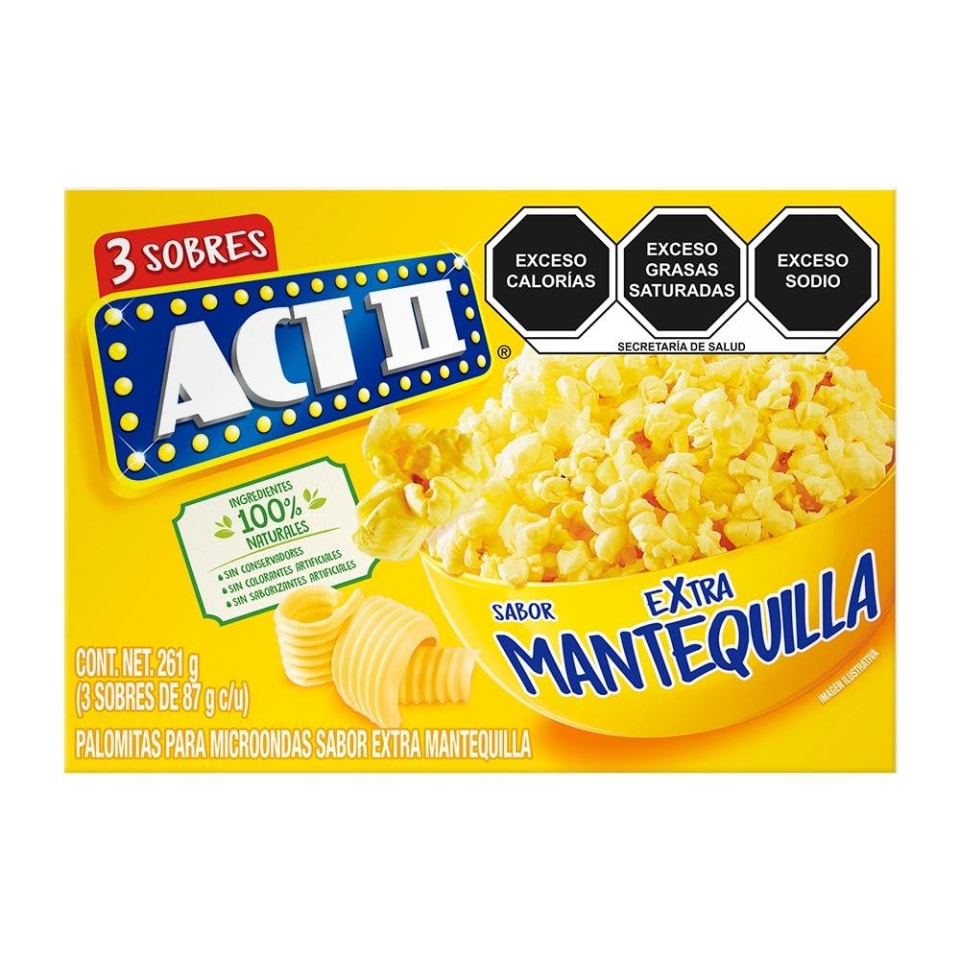 3 SOBRES
ACT II
®
EXCESO
CALORÍAS
EXCESO
GRASAS
SATURADAS
EXCESO
SODIO
SECRETARÍA DE SALUD
INGREDIENTES
100%
NATURALES
SIN CONSERVADORES
SIN COLORANTES ARTIFICIALES
SIN SABORIZANTES ARTIFICIALES
SABOR EXTRA
MANTEQUILLA
IMAGEN ILUSTRATIVA
CONT. NET. 261 g
(3 SOBRES DE 87 g c/u)
PALOMITAS PARA MICROONDAS SABOR EXTRA MANTEQUILLA